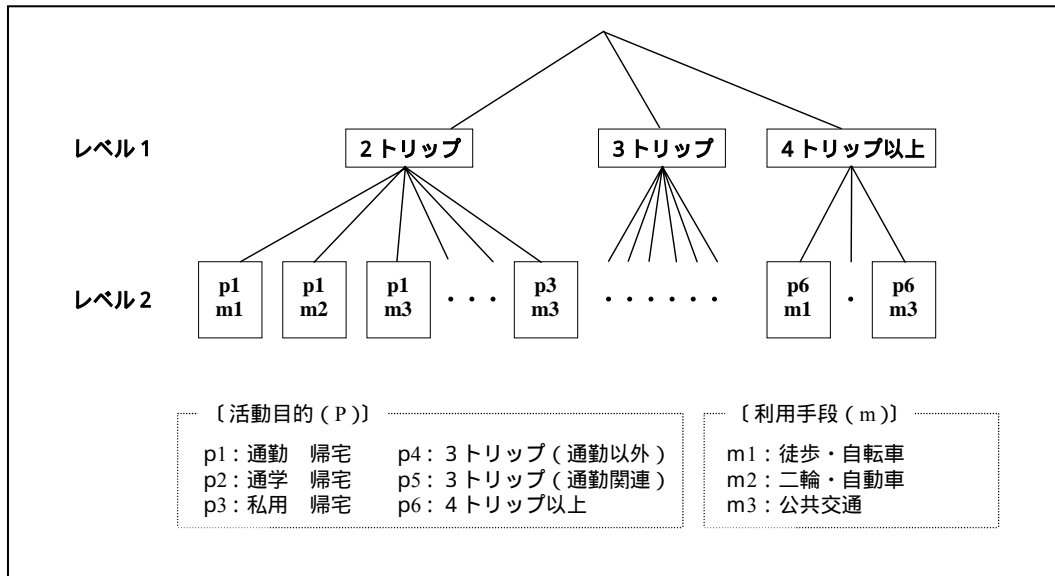 レベル1 2トリップ 3トリップ 4トリップ以上
レベル2
p1 p1 p1 ・・・ p3 ・・・・・・ p6 ・ p6
m1 m2 m3 m3 m1 m3
〔活動目的(P)〕 〔利用手段(m)〕
p1:通勤 帰宅 p4:3トリップ(通勤以外) m1:徒歩・自転車
p2:通学 帰宅 p5:3トリップ(通勤関連) m2:二輪・自動車
p3:私用 帰宅 p6:4トリップ以上 m3:公共交通